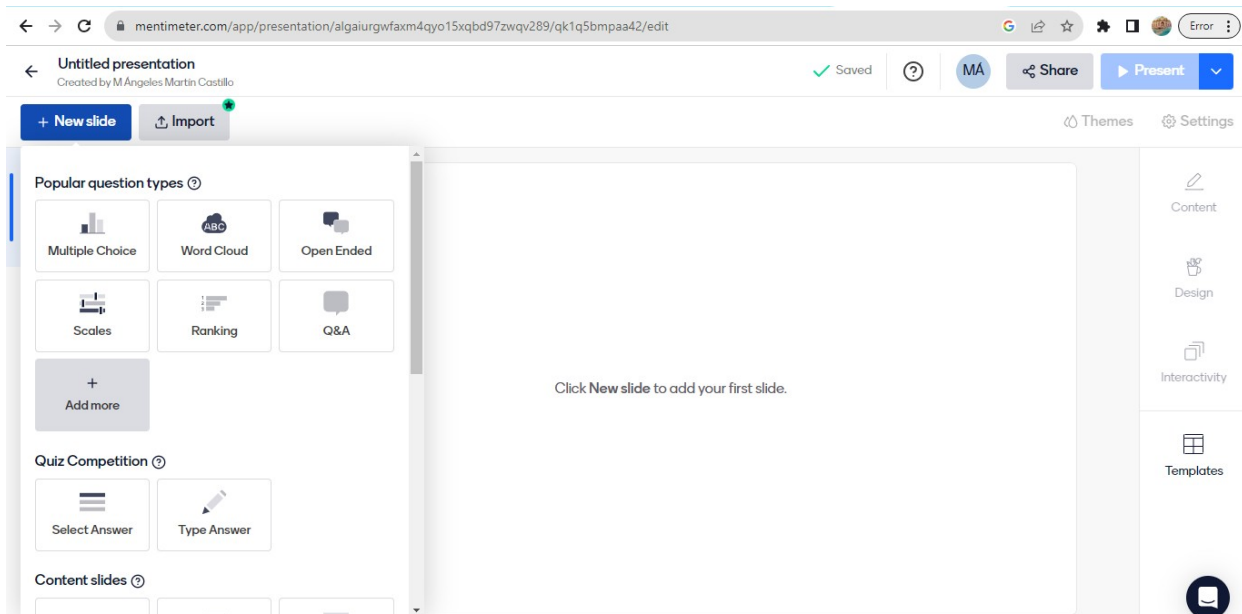 mentimeter.com/app/presentation/algaiurgwfaxm4qyo15xqbd97zwqv289/qk1q5bmpaa42/edit
G
Error
Untitled presentation
Created by M Ángeles Martín Castillo
Saved
?
MÁ
Share
Present
+ New slide
Import
Themes
Settings
Popular question types ?
Multiple Choice
ABC
Word Cloud
Open Ended
Scales
Ranking
Q&A
+
Add more
Quiz Competition ?
Select Answer
Type Answer
Content slides ?
Click New slide to add your first slide.
Content
Design
Interactivity
Templates